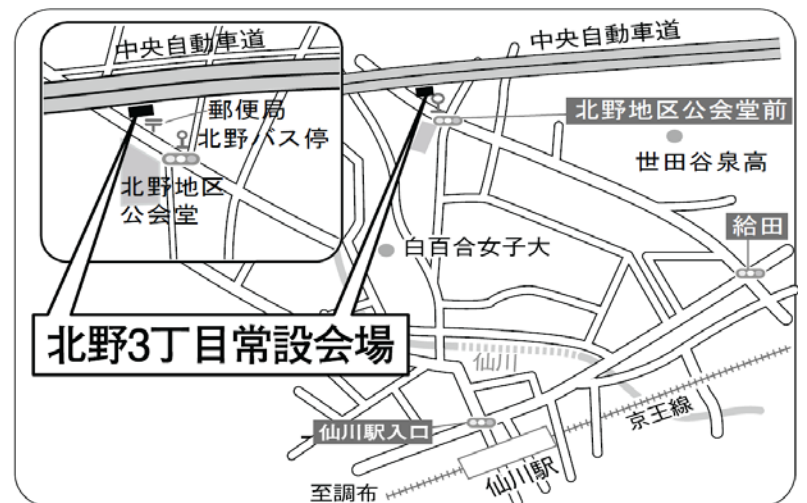 中央自動車道
郵便局
北野バス停
北野地区
公会堂
中央自動車道
北野地区公会堂前
世田谷泉高
給田
白百合女子大
北野3丁目常設会場
仙川
京王線
仙川駅入口
仙川駅
至調布